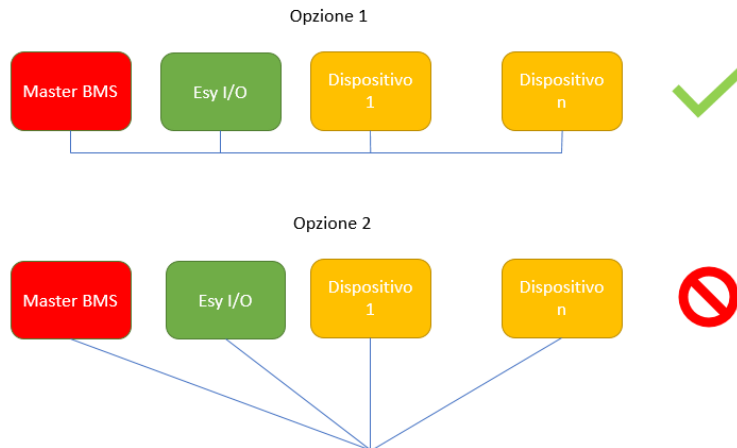 Opzione 1
Master BMS
Esy I/O
Dispositivo
1
Dispositivo
n
Opzione 2
Master BMS
Esy I/O
Dispositivo
1
Dispositivo
n